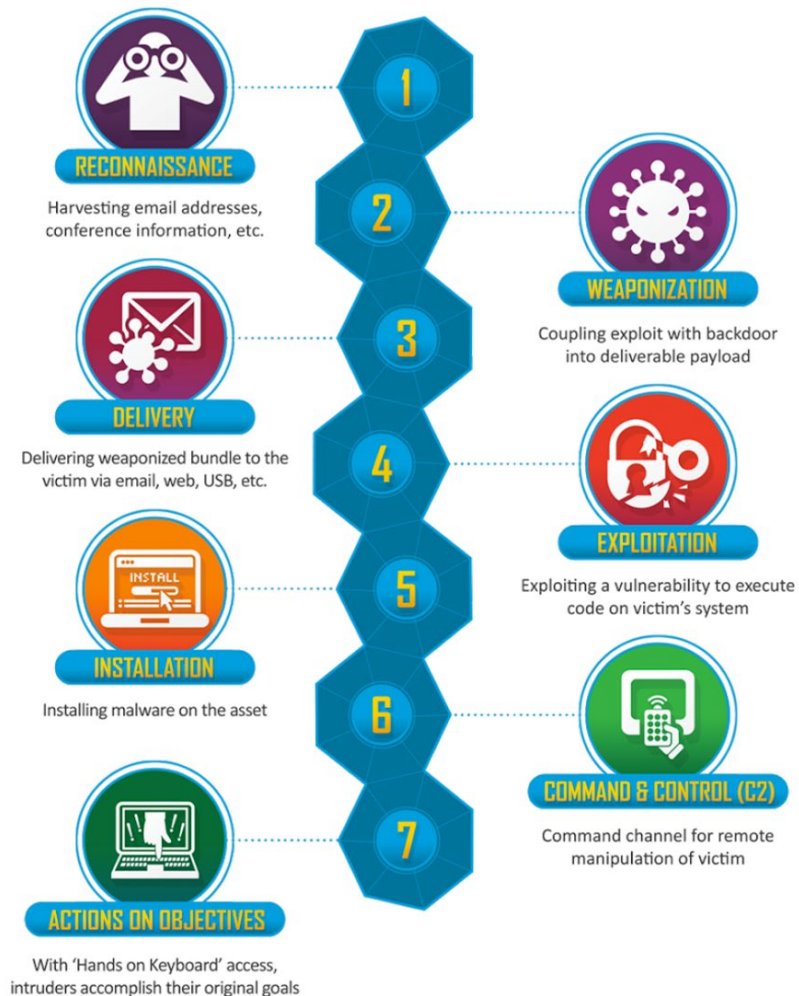 1
RECONNAISSANCE
Harvesting email addresses,
conference information, etc.
2
WEAPONIZATION
Coupling exploit with backdoor
into deliverable payload
3
DELIVERY
Delivering weaponized bundle to the
victim via email, web, USB, etc.
4
EXPLOITATION
Exploiting a vulnerability to execute
code on victim's system
5
INSTALL
INSTALLATION
Installing malware on the asset
6
COMMAND & CONTROL (C2)
Command channel for remote
manipulation of victim
7
ACTIONS ON OBJECTIVES
With ‘Hands on Keyboard’ access,
intruders accomplish their original goals